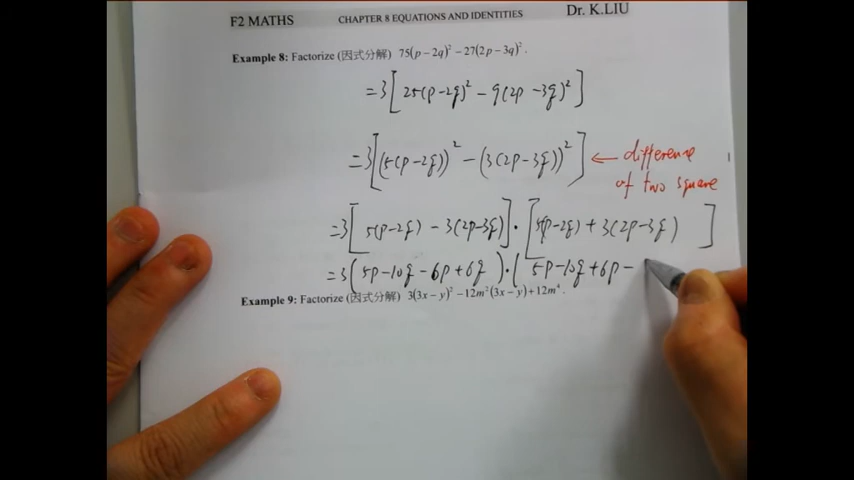 F2 MATHS CHAPTER 8 EQUATIONS AND IDENTITIES Dr. K.LIU
Example 8: Factorize (因式分解) 75(p−2q)² −27(2p−3q)².
=3[25(p−2q)² − 9(2p−3q)²]
=3[(5(p−2q))² − (3(2p−3q))²] ← difference
of two square
=3[5(p−2q) − 3(2p−3q)]·[5(p−2q) + 3(2p−3q)]
=3(5p−10q − 6p + 6q)·(5p−10q + 6p −
Example 9: Factorize (因式分解) 3(3x−y)² −12m²(3x−y)+12m⁴.